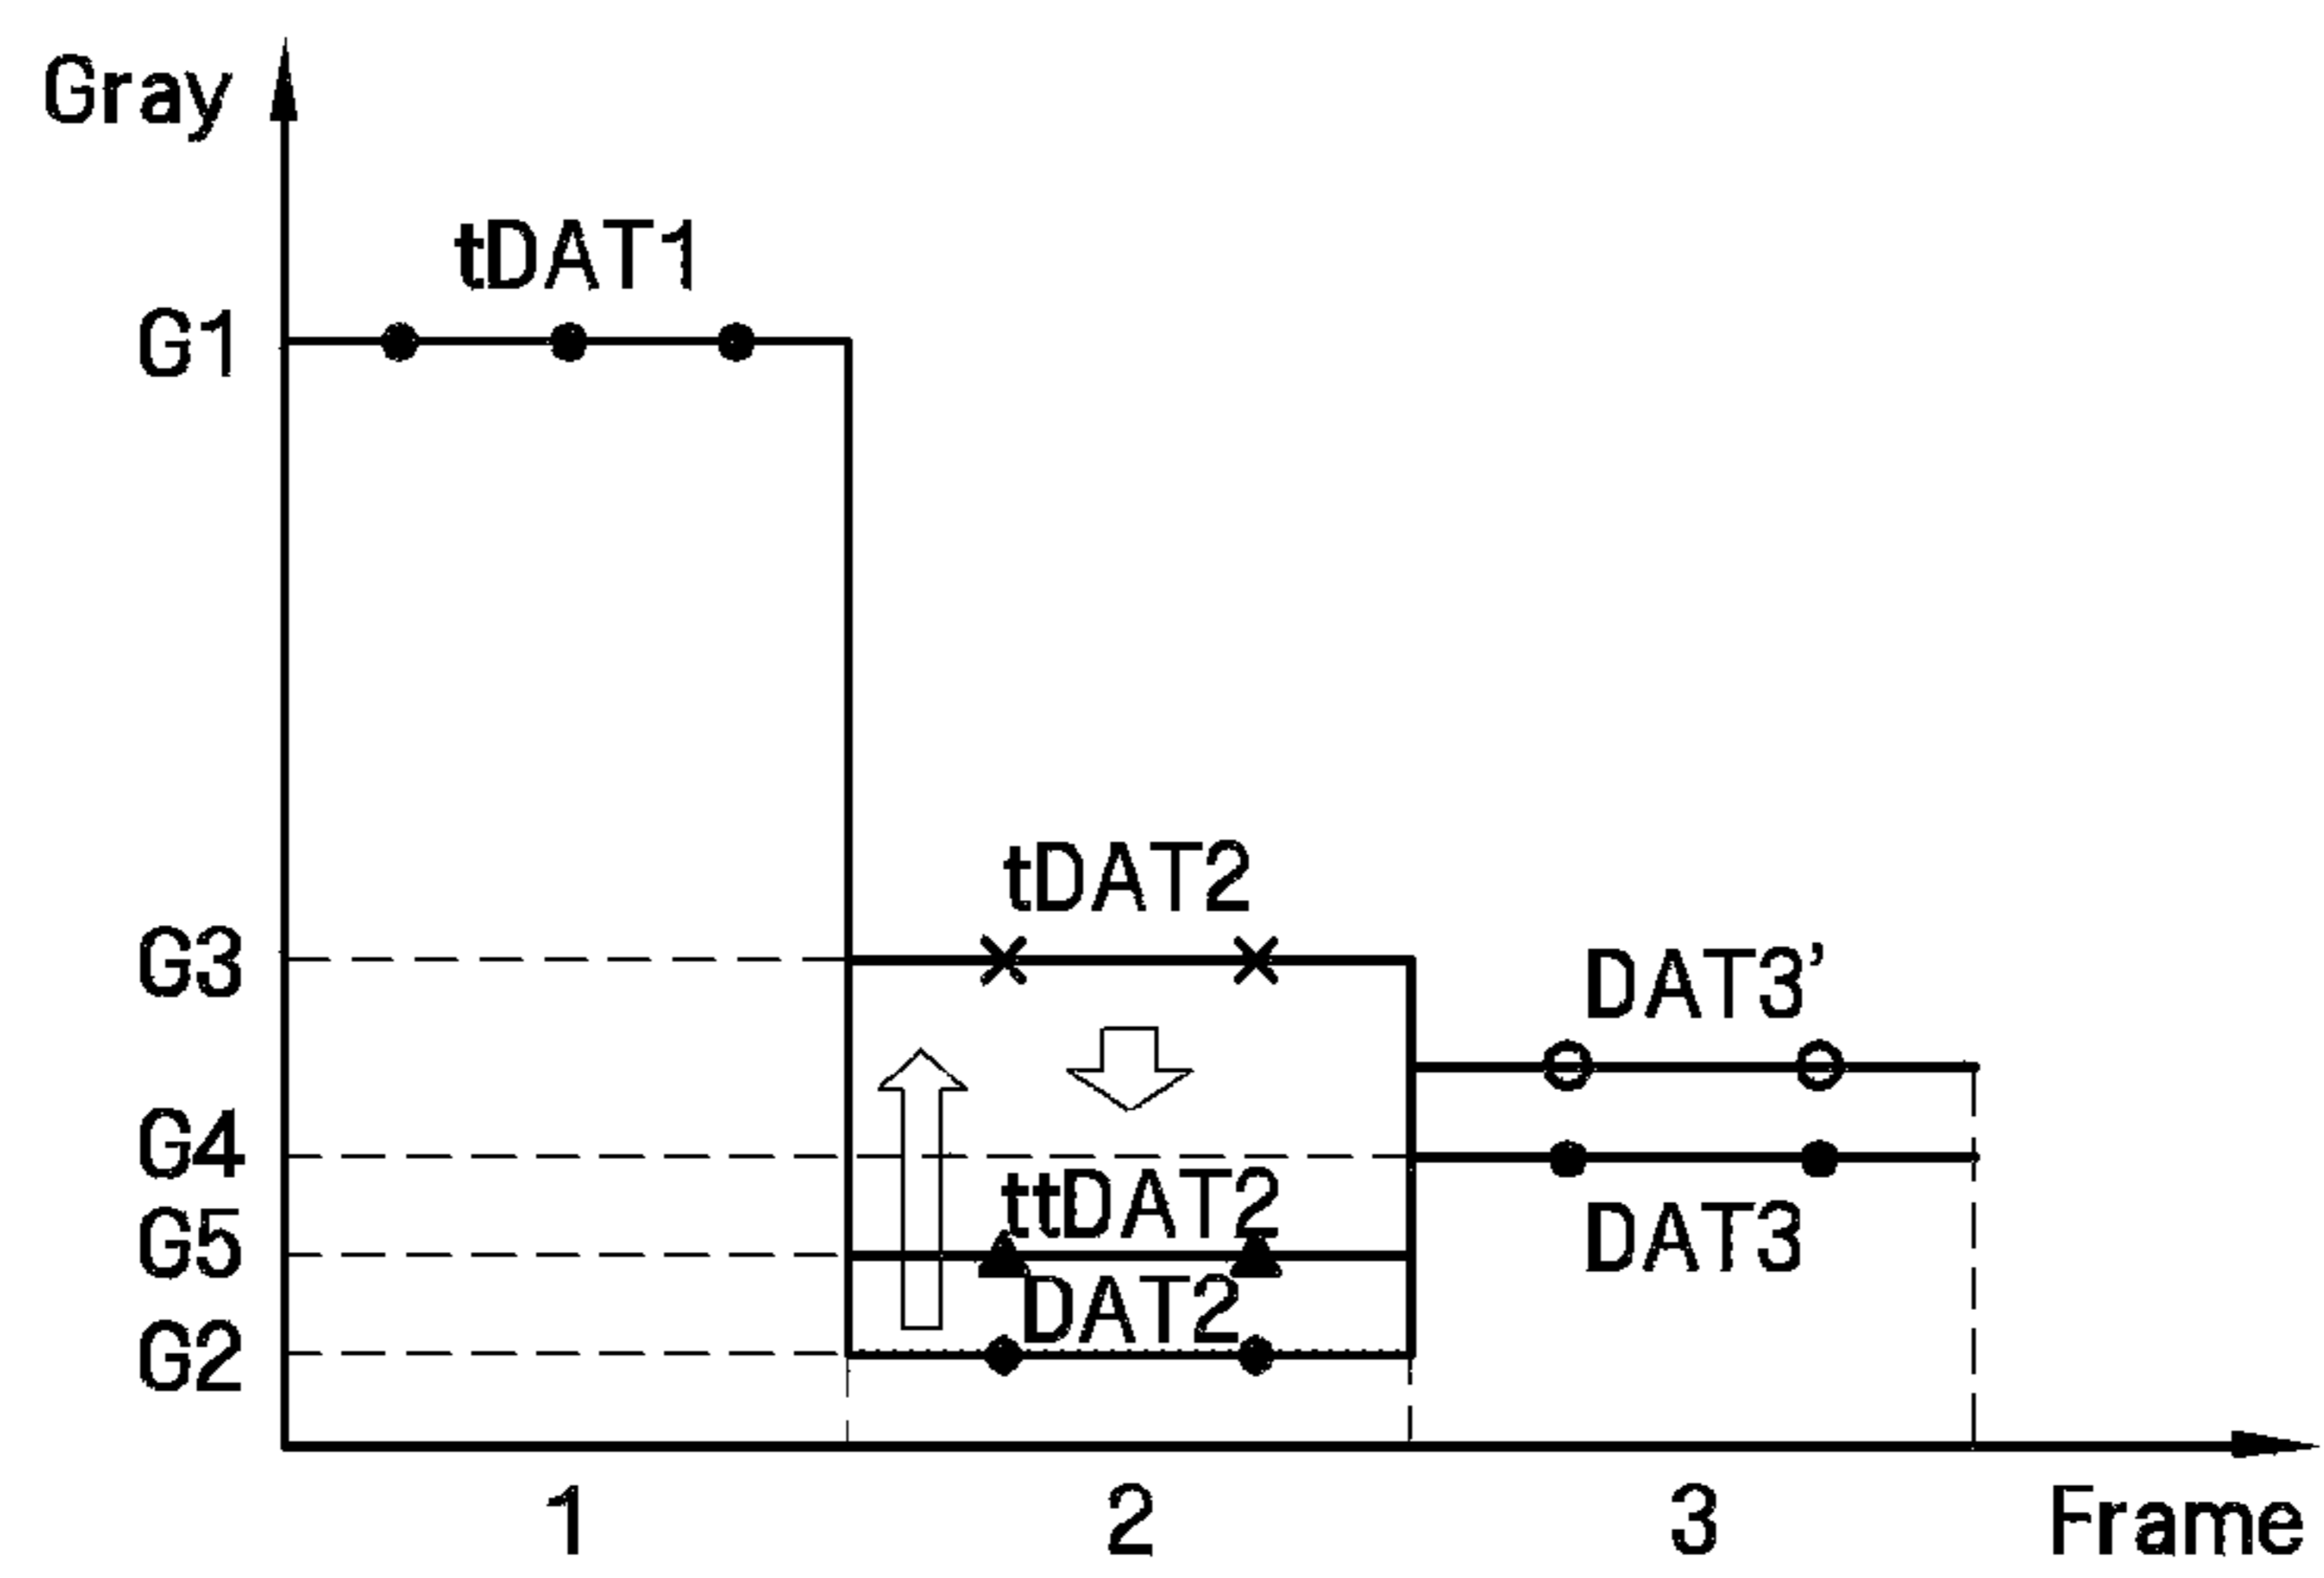 Gray
tDAT1
G1
tDAT2
G3
DAT3’
G4
ttDAT2
G5
DAT3
DAT2
G2
1 2 3 Frame